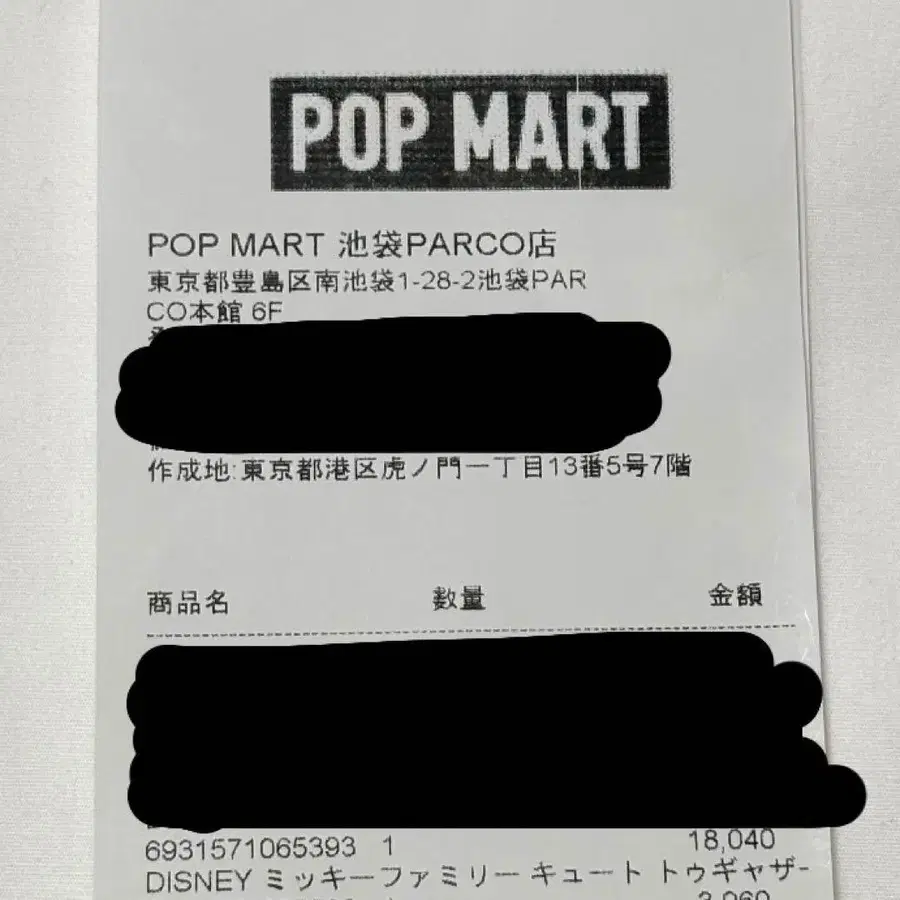 POP MART
POP MART 池袋PARCO店
東京都豊島区南池袋1-28-2池袋PAR
CO本館 6F
作成地:東京都港区虎ノ門一丁目13番5号7階
商品名 数量 金額
6931571065393 1 18,040
DISNEY ミッキーファミリー キュート トゥギャザ-